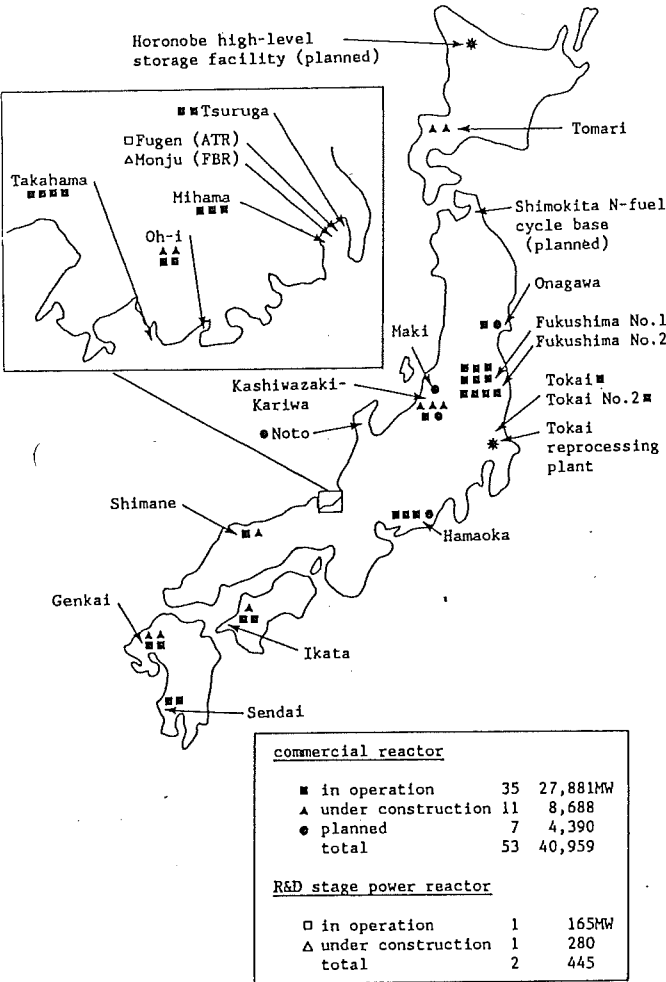 Horonobe high-level
storage facility (planned)
■ ■ Tsuruga
□ Fugen (ATR)
△ Monju (FBR)
Takahama
■ ■ ■ ■
Mihama
■ ■ ■
Oh-i
▲ ▲
■ ■
▲ ▲
Tomari
Shimokita N-fuel
cycle base
(planned)
Onagawa
■ ●
Fukushima No.1
Fukushima No.2
■ ■ ■
■ ■ ■
■ ■ ■ ■
Maki
●
Kashiwazaki-
Kariwa
▲ ▲ ▲
■ ●
● Noto
Tokai ■
Tokai No.2 ■
Tokai
reprocessing
plant
Shimane
■ ▲
■ ■ ■ ●
Hamaoka
Genkai
▲ ▲
■ ■
▲
■ ■
Ikata
■ ■
Sendai
commercial reactor
■ in operation 35 27,881MW
▲ under construction 11 8,688
● planned 7 4,390
total 53 40,959
R&D stage power reactor
□ in operation 1 165MW
△ under construction 1 280
total 2 445